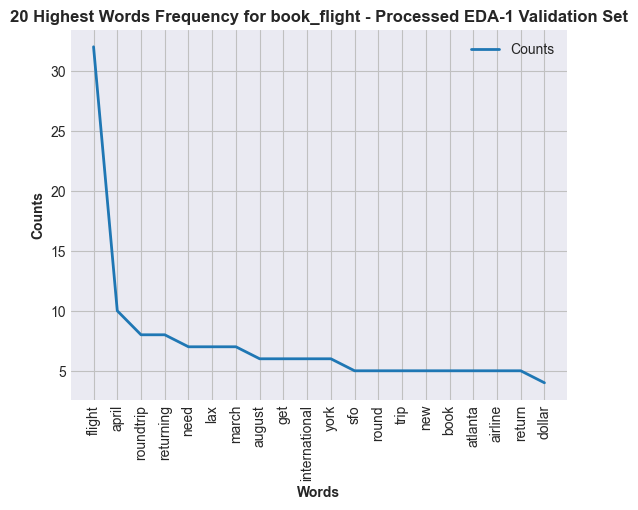 20 Highest Words Frequency for book_flight - Processed EDA-1 Validation Set
Counts
30
25
20
15
10
5
Counts
flight
april
roundtrip
returning
need
lax
march
august
get
international
york
sfo
round
trip
new
book
atlanta
airline
return
dollar
Words